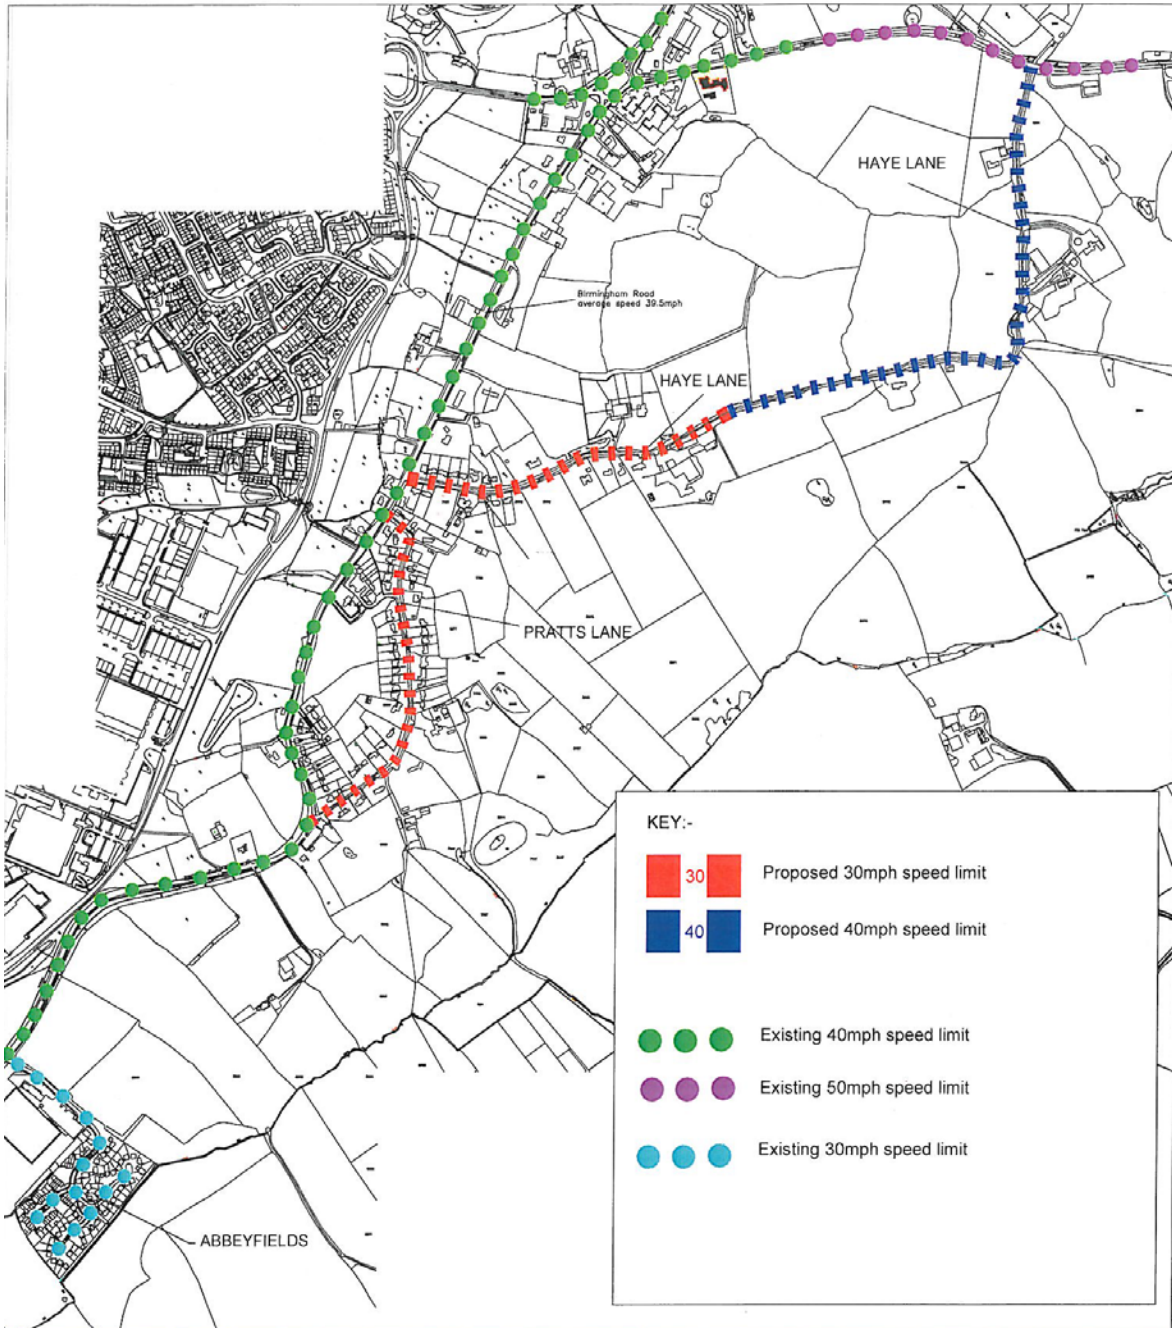 HAYE LANE
Birmingham Road
average speed 39.5mph
HAYE LANE
PRATTS LANE
KEY:-
30 Proposed 30mph speed limit
40 Proposed 40mph speed limit
Existing 40mph speed limit
Existing 50mph speed limit
Existing 30mph speed limit
ABBEYFIELDS